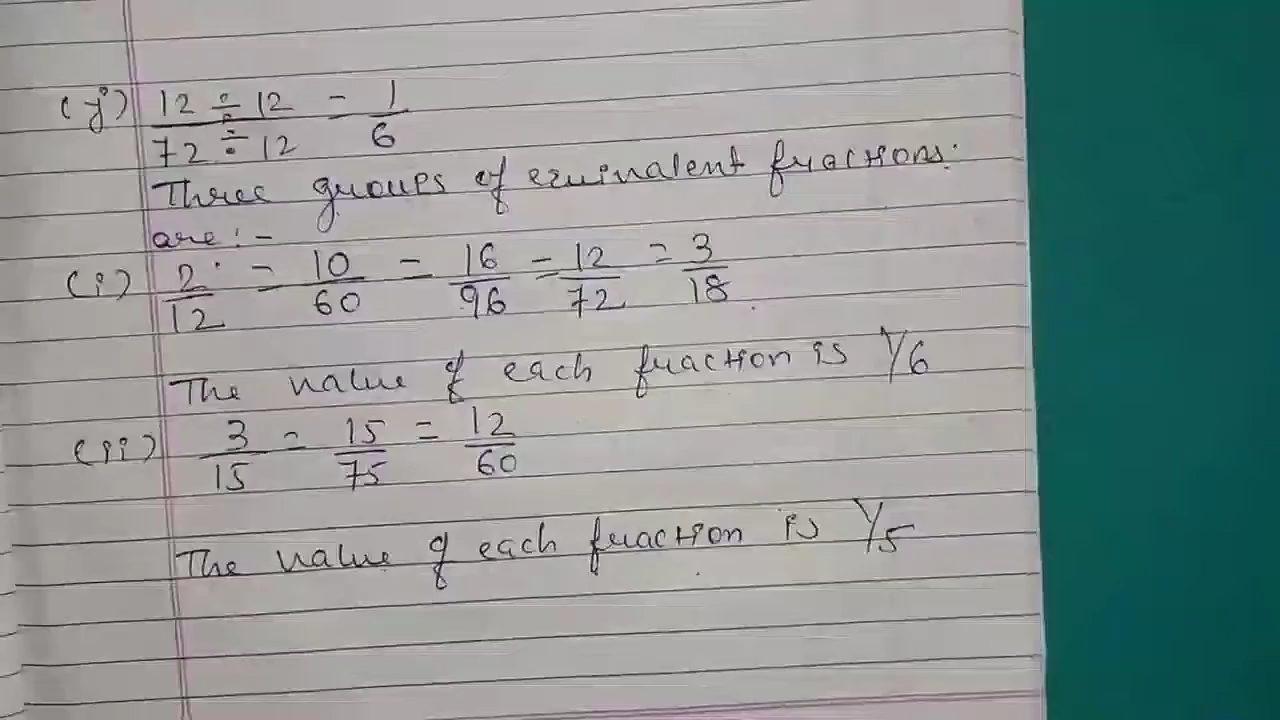 (j) 12 ÷ 12 / 72 ÷ 12 = 1/6
Three groups of equivalent fractions.
are:-
(i) 2/12 = 10/60 = 16/96 = 12/72 = 3/18
The value of each fraction is 1/6
(ii) 3/15 = 15/75 = 12/60
The value of each fraction is 1/5